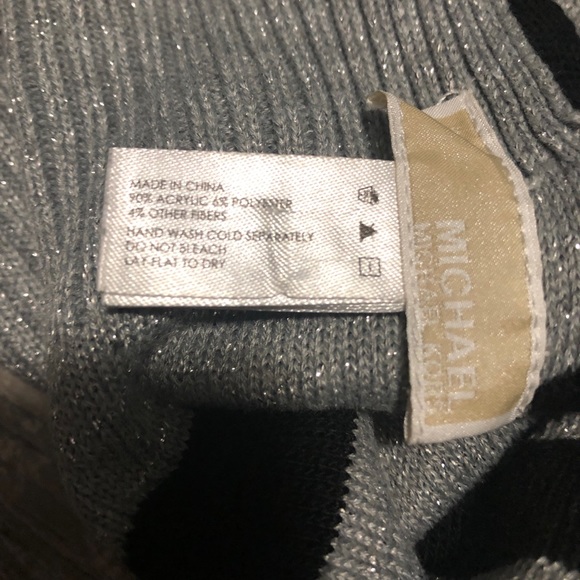 MADE IN CHINA
90% ACRYLIC 6% POLYESTER
4% OTHER FIBERS
HAND WASH COLD SEPARATELY
DO NOT BLEACH
LAY FLAT TO DRY
MICHAEL
MICHAEL KORS